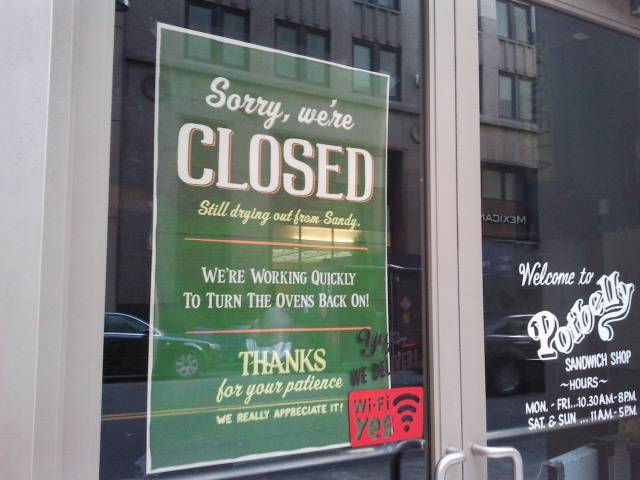 Sorry, we're
CLOSED
Still drying out from Sandy.
WE'RE WORKING QUICKLY
TO TURN THE OVENS BACK ON!
THANKS
for your patience
WE REALLY APPRECIATE IT!
Yes,
WE DELIVER!
Wi-Fi
Yes
MEXICAN
Welcome to
Potbelly
SANDWICH SHOP
~HOURS~
MON. - FRI...10:30AM-8PM.
SAT. & SUN ...11AM-5PM.